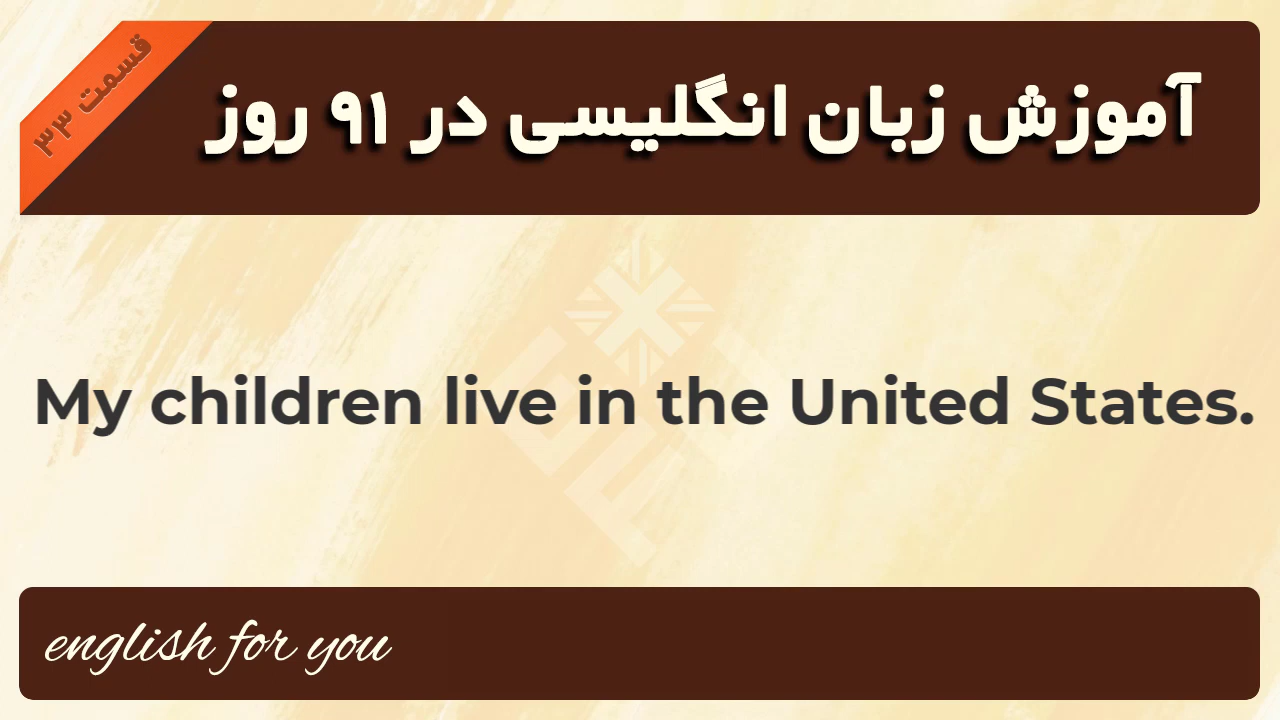 آموزش زبان انگلیسی در ۹۱ روز
قسمت ۳۳
My children live in the United States.
english for you